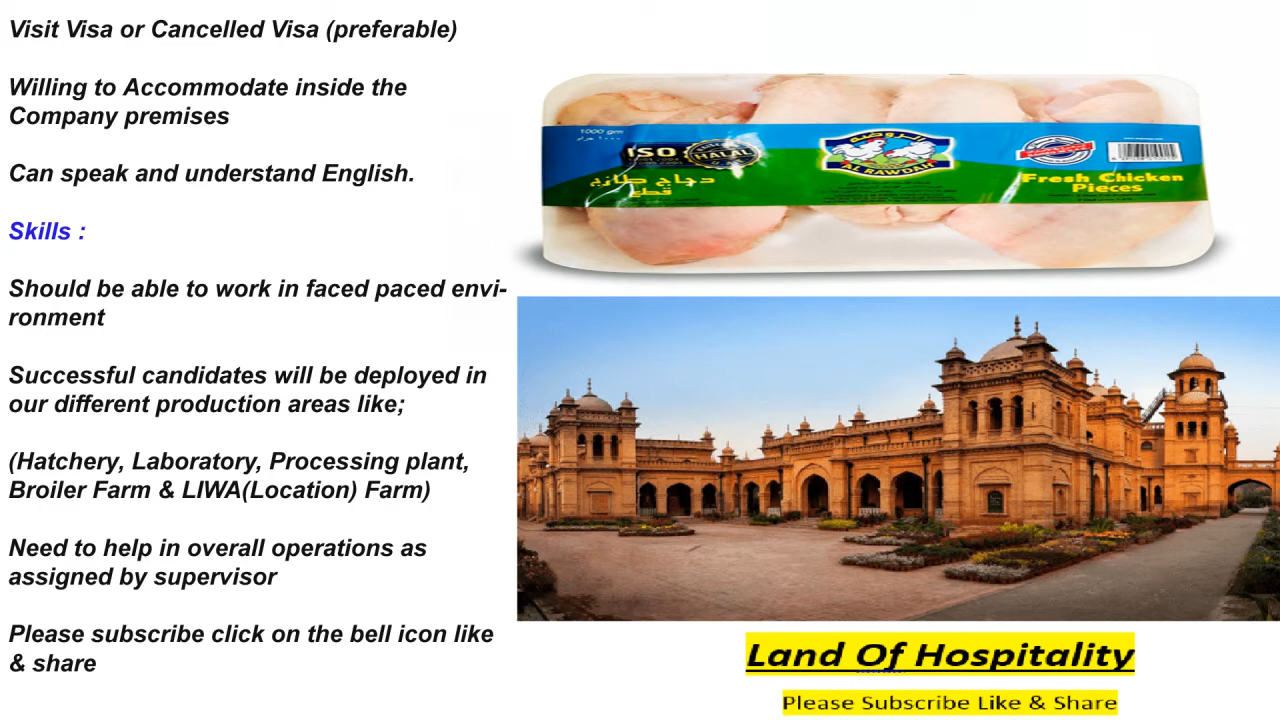 Visit Visa or Cancelled Visa (preferable)
Willing to Accommodate inside the
Company premises
Can speak and understand English.
Skills :
Should be able to work in faced paced envi-
ronment
Successful candidates will be deployed in
our different production areas like;
(Hatchery, Laboratory, Processing plant,
Broiler Farm & LIWA(Location) Farm)
Need to help in overall operations as
assigned by supervisor
Please subscribe click on the bell icon like
& share
1000 gm
ISO
HALAL
دجاج طازج
قطع
الروضة
AL RAWDAH
Fresh Chicken
Pieces
Land Of Hospitality
Please Subscribe Like & Share